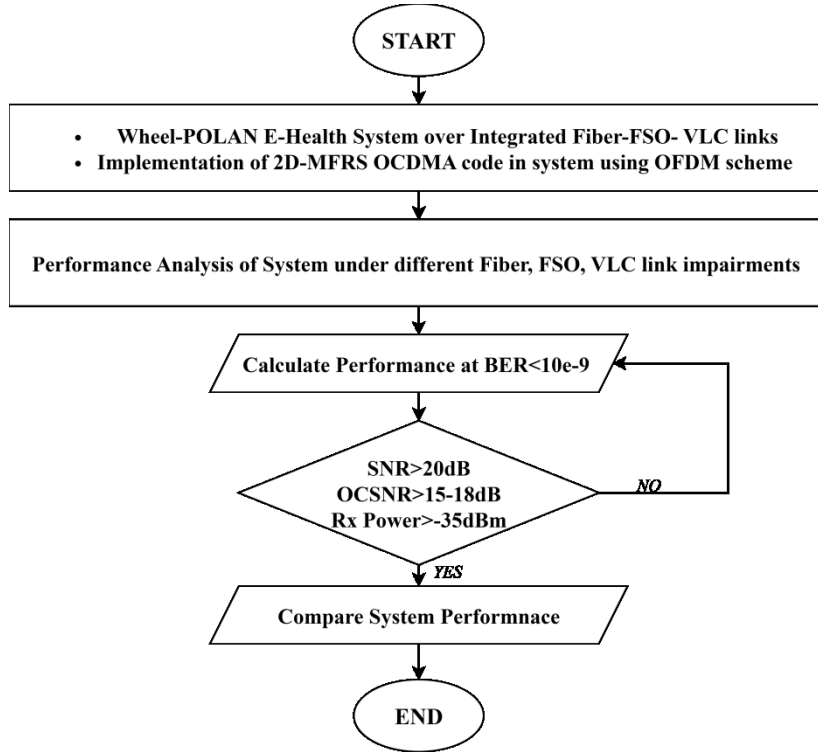 START
• Wheel-POLAN E-Health System over Integrated Fiber-FSO- VLC links
• Implementation of 2D-MFRS OCDMA code in system using OFDM scheme
Performance Analysis of System under different Fiber, FSO, VLC link impairments
Calculate Performance at BER<10e-9
SNR>20dB
OCSNR>15-18dB
Rx Power>-35dBm
NO
YES
Compare System Performnace
END